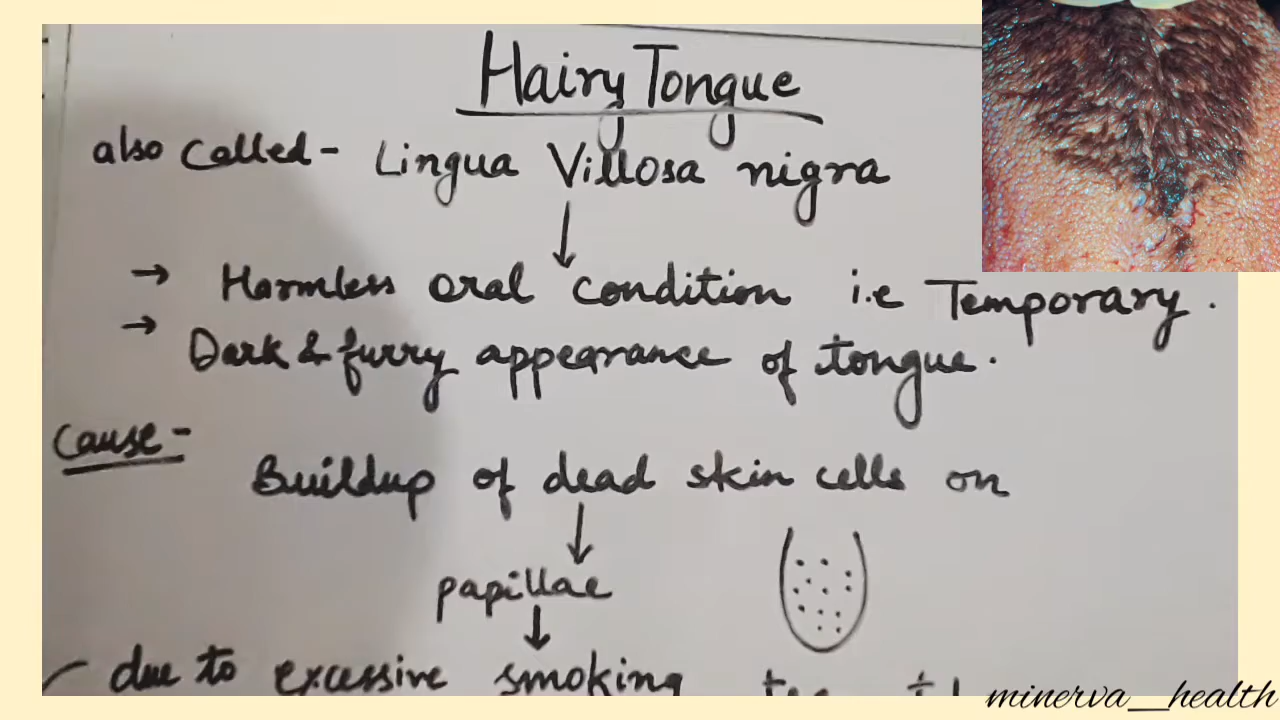 Hairy Tongue
also called - Lingua Villosa nigra
→ Harmless oral condition i.e Temporary.
→ Dark & furry appearance of tongue.
Cause -
Buildup of dead skin cells on
↓
papillae
↓
due to excessive smoking
minerva__health